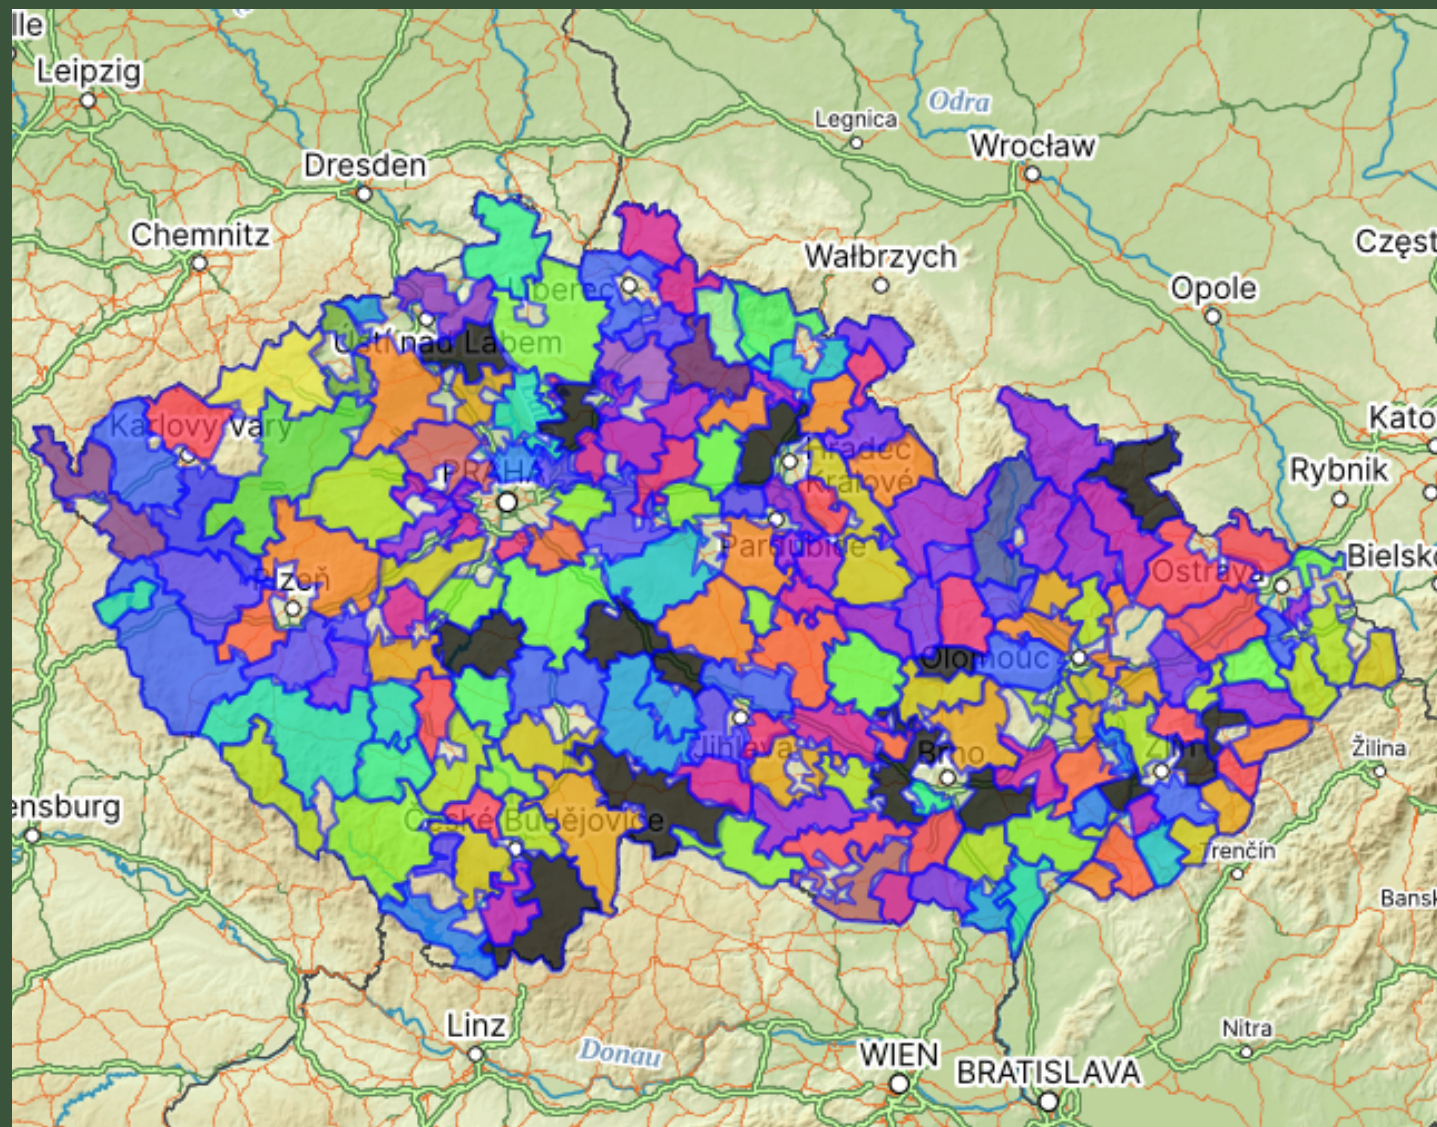 lle
Leipzig
Odra
Legnica
Wrocław
Dresden
Chemnitz
Wałbrzych
Częst
Opole
Liberec
Ústí nad Labem
Kato
Karlovy Vary
Hradec
Králové
PRAHA
Rybnik
Pardubice
Bielsko
Ostrava
Plzeň
Olomouc
Jihlava
Brno
Zlín
Žilina
ensburg
České Budějovice
Trenčín
Bansk
Linz
Donau
WIEN
BRATISLAVA
Nitra